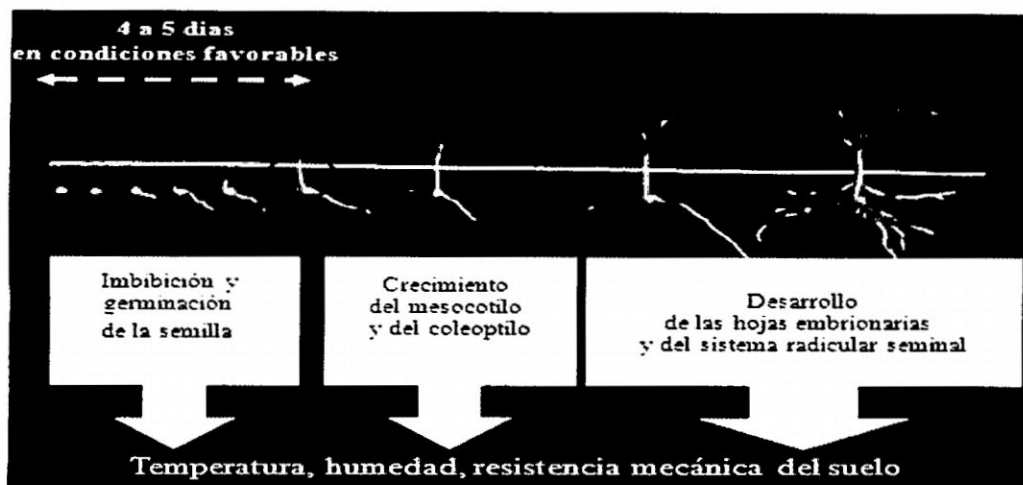 4 a 5 dias
en condiciones favorables
Imbibición y
germinación
de la semilla
Crecimiento
del mesocotilo
y del coleoptilo
Desarrollo
de las hojas embrionarias
y del sistema radicular seminal
Temperatura, humedad, resistencia mecánica del suelo